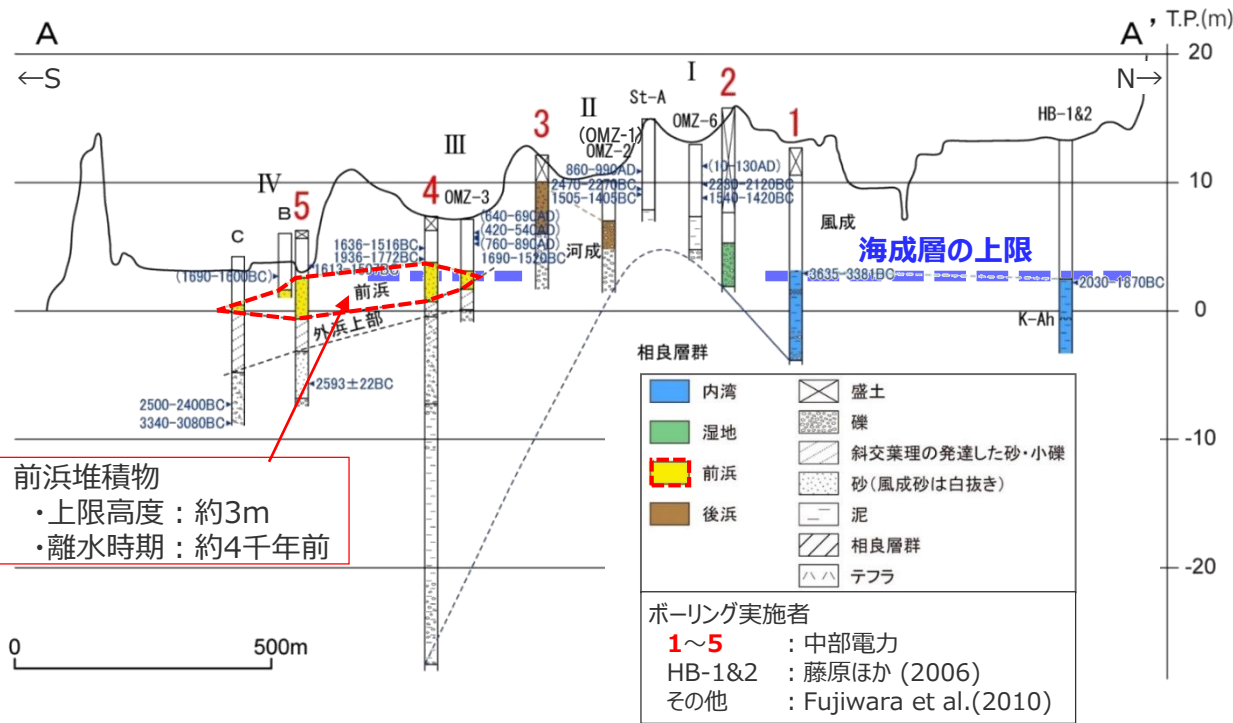 A
A'
T.P.(m)
←S
N→
20
10
0
-10
-20
I
St-A
OMZ-6
2
1
HB-1&2
II
(OMZ-1)
OMZ-2
3
III
4
OMZ-3
IV
B
5
C
860-990AD
2470-2270BC
1505-1405BC
(10-130AD)
2280-2120BC
1540-1420BC
(640-690AD)
(420-540AD)
(760-890AD)
1690-1520BC
1636-1516BC
1936-1772BC
1613-1507BC
(1690-1600BC)
風成
河成
海成層の上限
3635-3381BC
2030-1870BC
K-Ah
前浜
外浜上部
2593±22BC
2500-2400BC
3340-3080BC
相良層群
前浜堆積物
・上限高度：約3m
・離水時期：約4千年前
内湾
湿地
前浜
後浜
盛土
礫
斜交葉理の発達した砂・小礫
砂(風成砂は白抜き)
泥
相良層群
テフラ
ボーリング実施者
1～5 ：中部電力
HB-1&2 ：藤原ほか (2006)
その他 ：Fujiwara et al.(2010)
0 500m